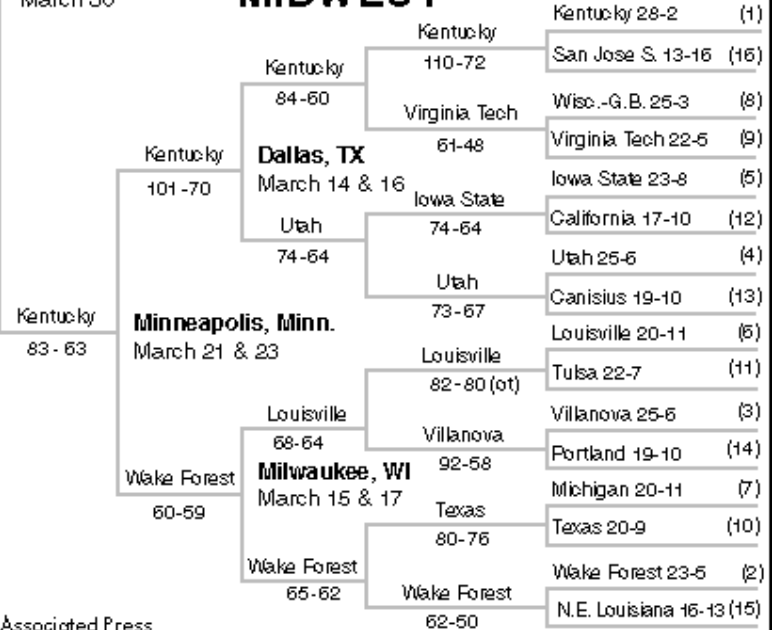 March 30
MIDWEST
Kentucky 28-2 (1)
Kentucky
110-72
San Jose S. 13-16 (16)
Kentucky
84-60
Wisc.-G.B. 25-3 (8)
Virginia Tech
61-48
Virginia Tech 22-5 (9)
Kentucky
101-70
Dallas, TX
March 14 & 16
Iowa State 23-8 (5)
Iowa State
74-64
California 17-10 (12)
Utah
74-64
Utah 25-6 (4)
Utah
73-67
Canisius 19-10 (13)
Kentucky
83-63
Minneapolis, Minn.
March 21 & 23
Louisville 20-11 (6)
Louisville
82-80 (ot)
Tulsa 22-7 (11)
Louisville
68-64
Villanova 25-6 (3)
Villanova
92-58
Portland 19-10 (14)
Wake Forest
60-59
Milwaukee, WI
March 15 & 17
Michigan 20-11 (7)
Texas
80-76
Texas 20-9 (10)
Wake Forest
65-62
Wake Forest 23-5 (2)
Wake Forest
62-50
N.E. Louisiana 16-13 (15)
Associated Press